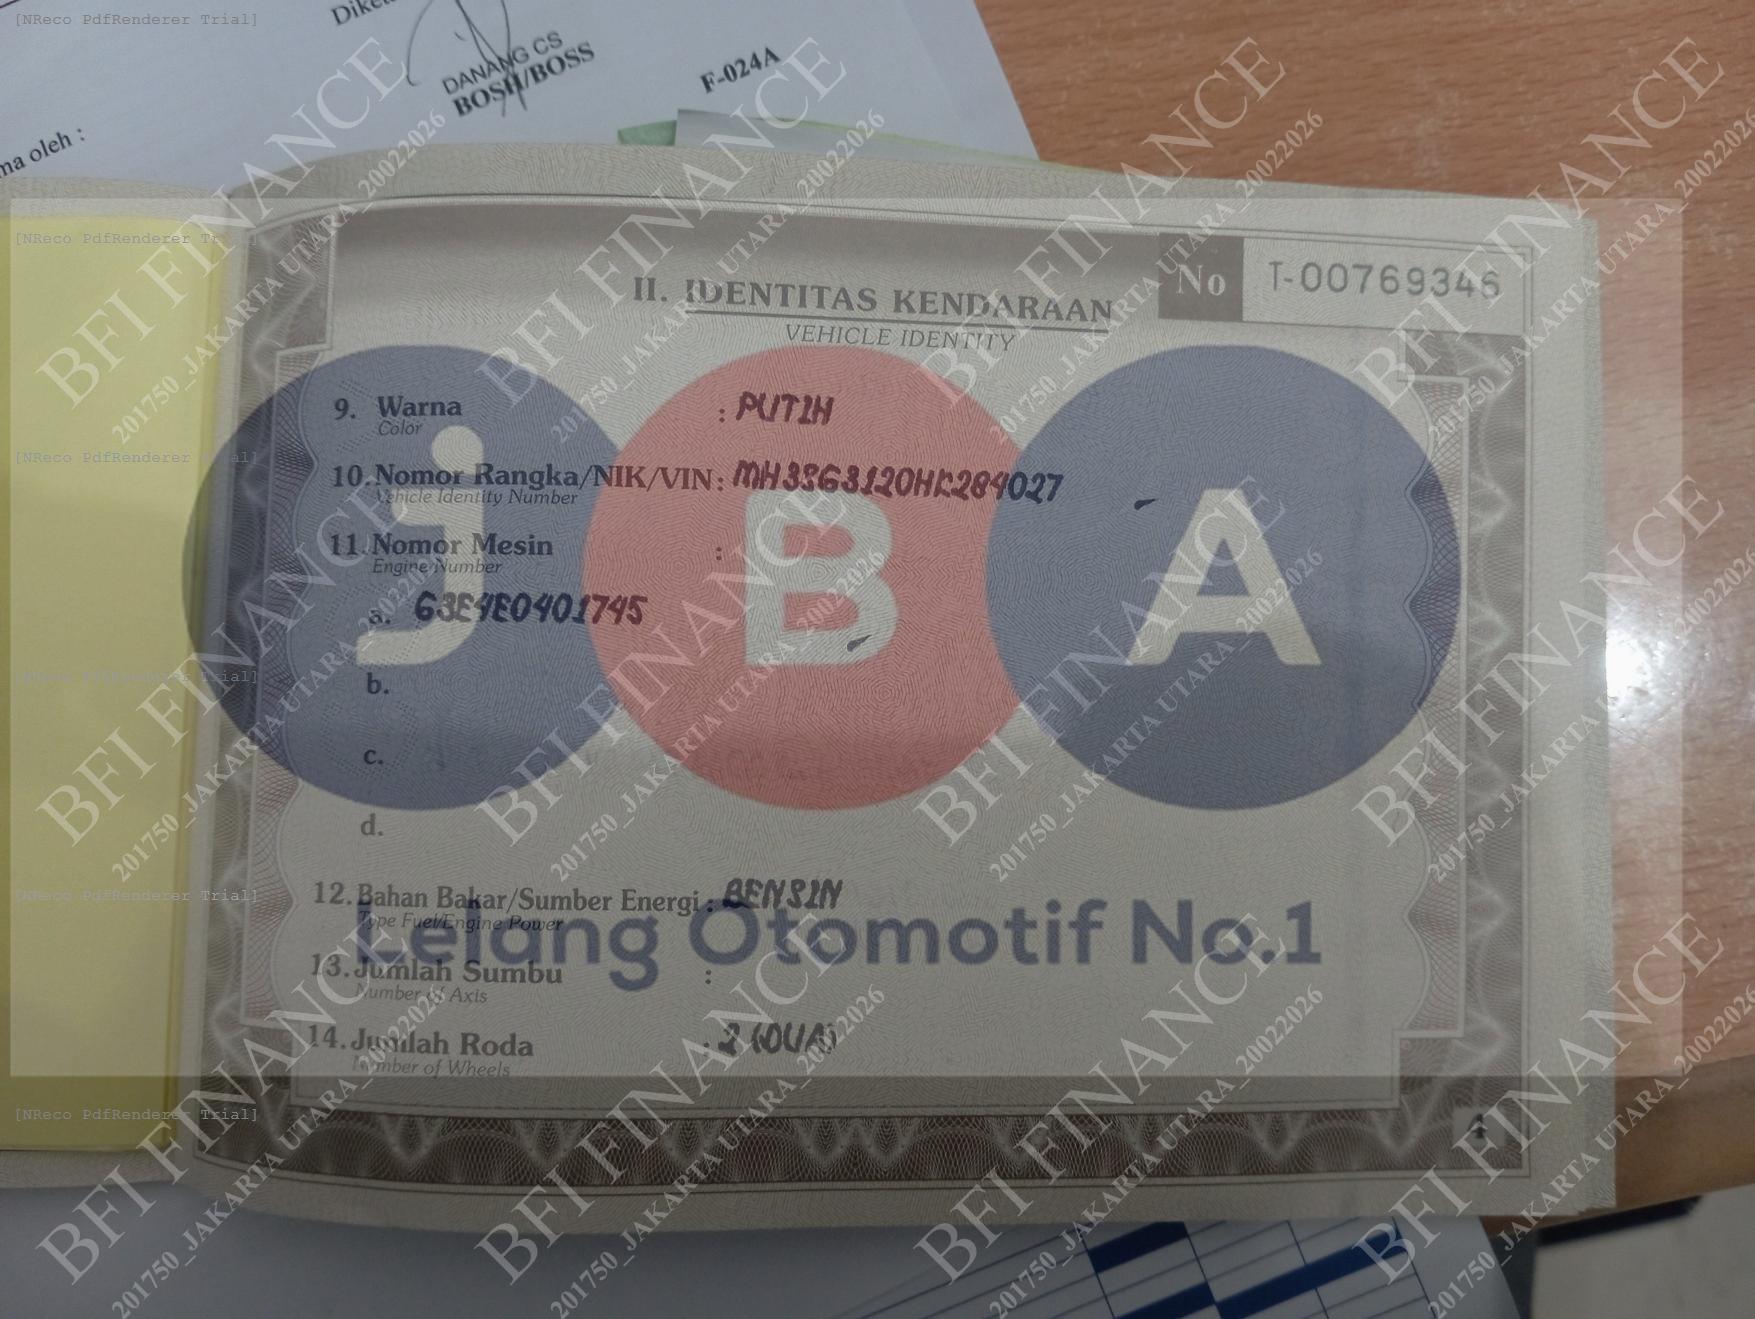 [NReco PdfRenderer Trial]
DANANG CS
BOSH/BOSS
F-024A
ma oleh :
II. IDENTITAS KENDARAAN
VEHICLE IDENTITY
No T-00769346
9. Warna : PUTIH
Color
10. Nomor Rangka/NIK/VIN : MH3SG3120HK284027
Vehicle Identity Number
11. Nomor Mesin :
Engine Number
a. G3E4E0401745
b.
c.
d.
12. Bahan Bakar/Sumber Energi : BENSIN
Type Fuel/Engine Power
13. Jumlah Sumbu :
Number of Axis
14. Jumlah Roda : 2 (DUA)
Number of Wheels
4
jBA
Lelang Otomotif No.1
BFI FINANCE
201750_JAKARTA UTARA_20022026